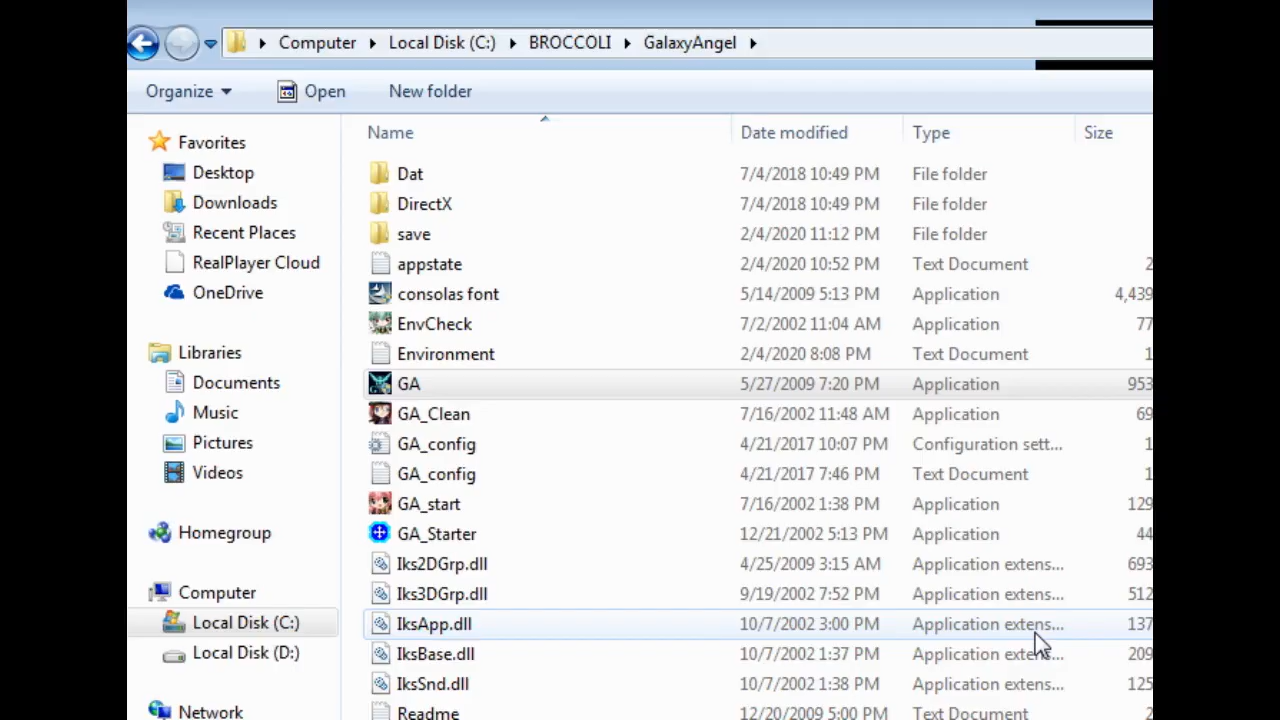 Computer Local Disk (C:) BROCCOLI GalaxyAngel
Organize Open New folder
Name Date modified Type Size
Favorites
Desktop
Downloads
Recent Places
RealPlayer Cloud
OneDrive
Libraries
Documents
Music
Pictures
Videos
Homegroup
Computer
Local Disk (C:)
Local Disk (D:)
Network
Dat 7/4/2018 10:49 PM File folder
DirectX 7/4/2018 10:49 PM File folder
save 2/4/2020 11:12 PM File folder
appstate 2/4/2020 10:52 PM Text Document 2
consolas font 5/14/2009 5:13 PM Application 4,439
EnvCheck 7/2/2002 11:04 AM Application 77
Environment 2/4/2020 8:08 PM Text Document 1
GA 5/27/2009 7:20 PM Application 953
GA_Clean 7/16/2002 11:48 AM Application 69
GA_config 4/21/2017 10:07 PM Configuration sett... 1
GA_config 4/21/2017 7:46 PM Text Document 1
GA_start 7/16/2002 1:38 PM Application 129
GA_Starter 12/21/2002 5:13 PM Application 44
Iks2DGrp.dll 4/25/2009 3:15 AM Application extens... 693
Iks3DGrp.dll 9/19/2002 7:52 PM Application extens... 512
IksApp.dll 10/7/2002 3:00 PM Application extens... 137
IksBase.dll 10/7/2002 1:37 PM Application extens... 209
IksSnd.dll 10/7/2002 1:38 PM Application extens... 125
Readme 12/20/2009 5:00 PM Text Document 2